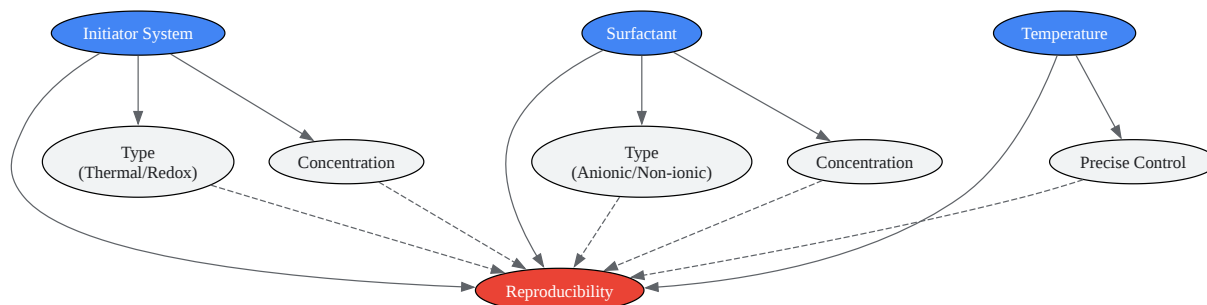 Initiator System
Surfactant
Temperature
Type
(Thermal/Redox)
Concentration
Type
(Anionic/Non-ionic)
Concentration
Precise Control
Reproducibility